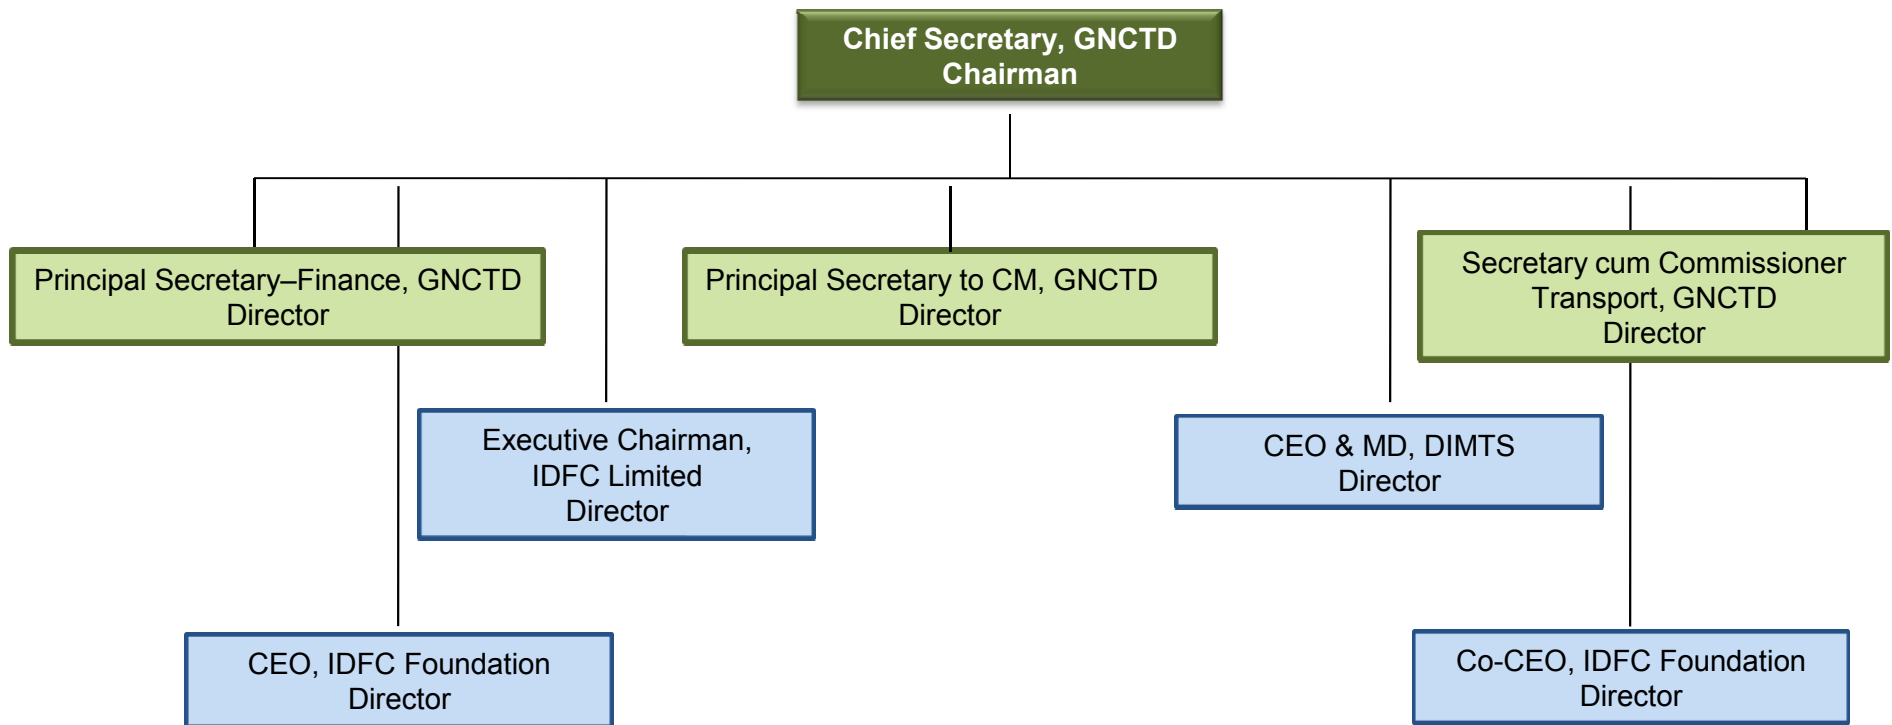 Chief Secretary, GNCTD
Chairman
Principal Secretary–Finance, GNCTD
Director
Principal Secretary to CM, GNCTD
Director
Secretary cum Commissioner
Transport, GNCTD
Director
Executive Chairman,
IDFC Limited
Director
CEO & MD, DIMTS
Director
CEO, IDFC Foundation
Director
Co-CEO, IDFC Foundation
Director